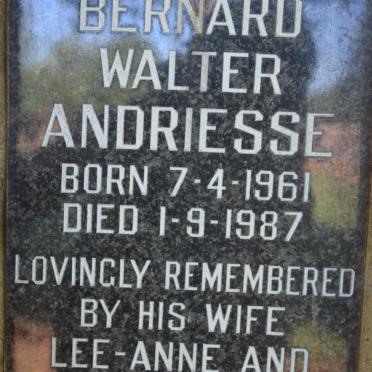 BERNARD
WALTER
ANDRIESSE
BORN 7-4-1961
DIED 1-9-1987
LOVINGLY REMEMBERED
BY HIS WIFE
LEE-ANNE AND